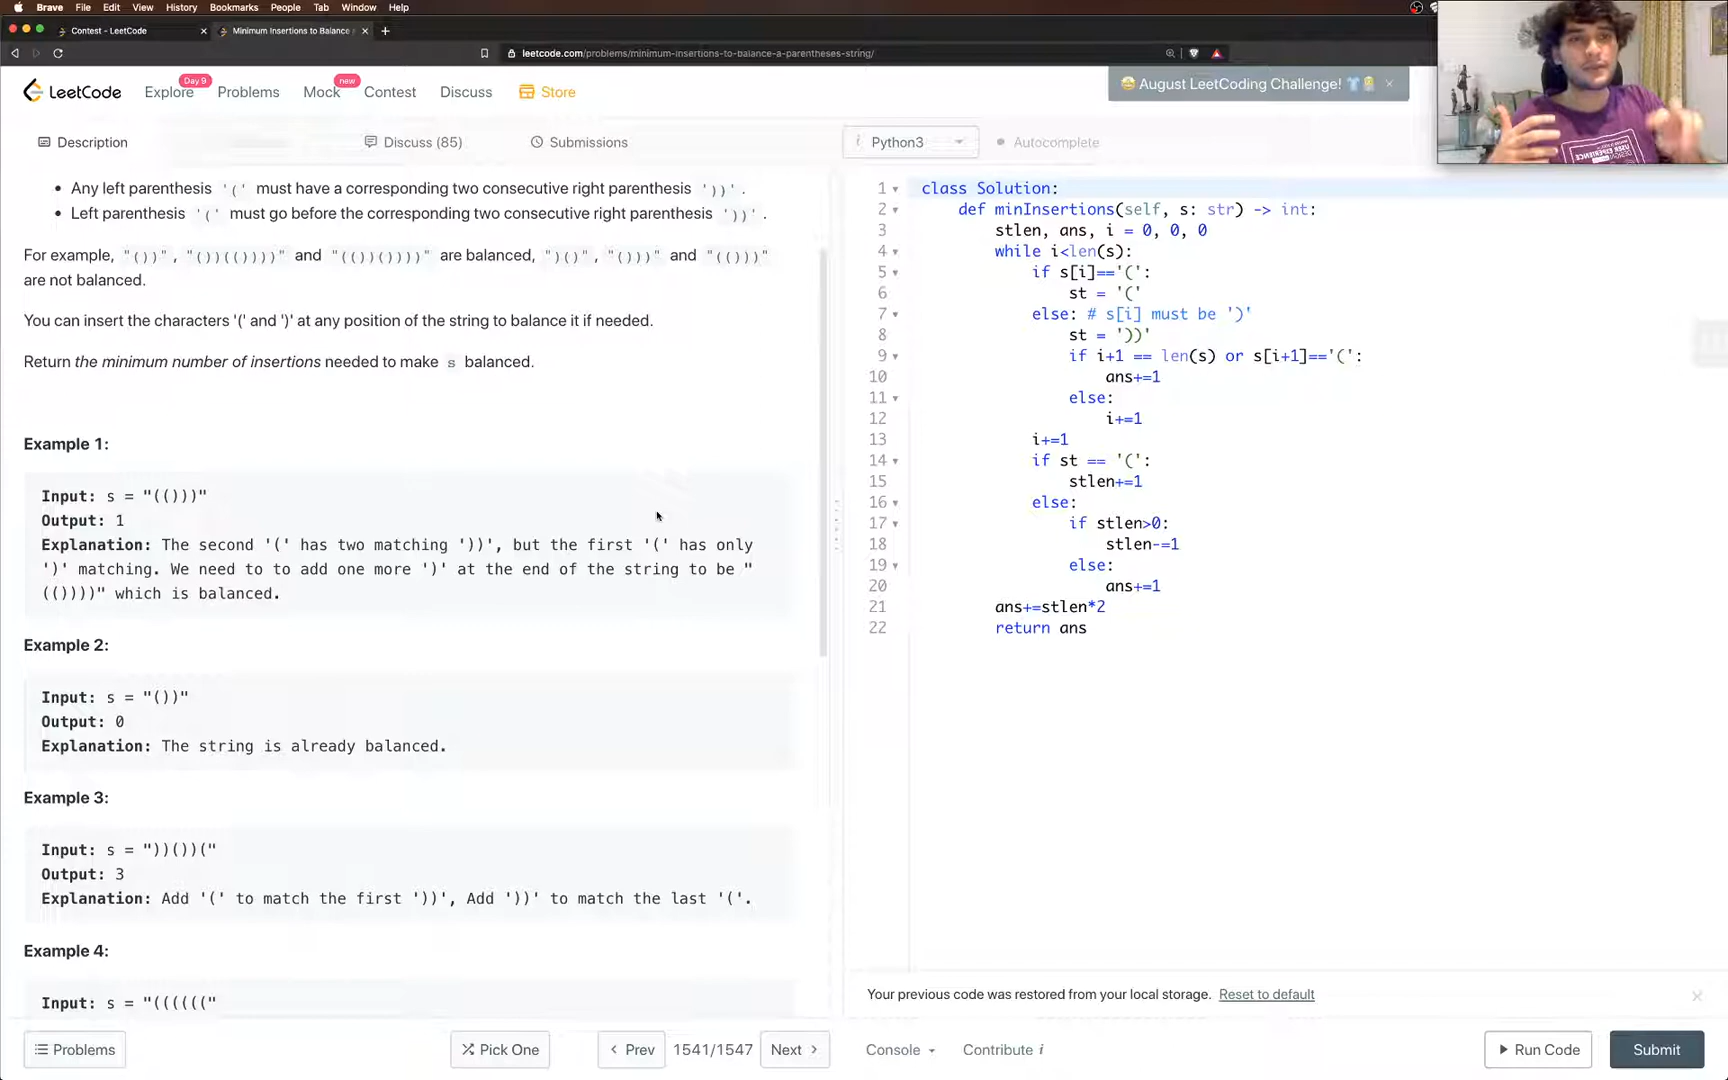 Brave File Edit View History Bookmarks People Tab Window Help
Contest - LeetCode
Minimum Insertions to Balance
leetcode.com/problems/minimum-insertions-to-balance-a-parentheses-string/
LeetCode Explore Day 9 Problems Mock new Contest Discuss Store
August LeetCoding Challenge!
Description Discuss (85) Submissions
i Python3 Autocomplete
• Any left parenthesis '(' must have a corresponding two consecutive right parenthesis '))' .
• Left parenthesis '(' must go before the corresponding two consecutive right parenthesis '))' .
For example, "())", "())(())))" and "(())())))" are balanced, ")()", "()))" and "(()))"
are not balanced.
You can insert the characters '(' and ')' at any position of the string to balance it if needed.
Return the minimum number of insertions needed to make s balanced.
Example 1:
Input: s = "(()))"
Output: 1
Explanation: The second '(' has two matching '))', but the first '(' has only
')' matching. We need to to add one more ')' at the end of the string to be "
(())))" which is balanced.
Example 2:
Input: s = "())"
Output: 0
Explanation: The string is already balanced.
Example 3:
Input: s = "))())("
Output: 3
Explanation: Add '(' to match the first '))', Add '))' to match the last '('.
Example 4:
Input: s = "(((((("
1 class Solution:
2 def minInsertions(self, s: str) -> int:
3 stlen, ans, i = 0, 0, 0
4 while i<len(s):
5 if s[i]=='(':
6 st = '('
7 else: # s[i] must be ')'
8 st = '))'
9 if i+1 == len(s) or s[i+1]=='(':
10 ans+=1
11 else:
12 i+=1
13 i+=1
14 if st == '(':
15 stlen+=1
16 else:
17 if stlen>0:
18 stlen-=1
19 else:
20 ans+=1
21 ans+=stlen*2
22 return ans
Your previous code was restored from your local storage. Reset to default
Problems Pick One Prev 1541/1547 Next Console Contribute i Run Code Submit